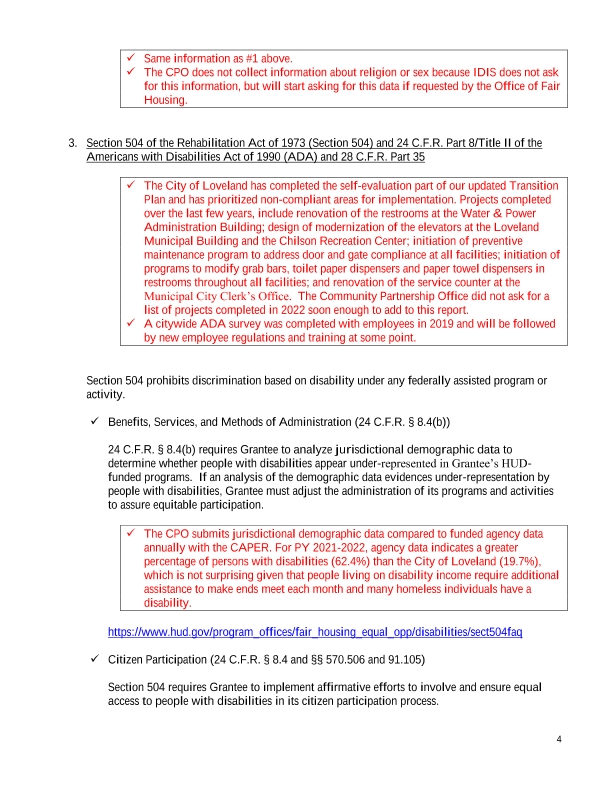 ✓ Same information as #1 above.
✓ The CPO does not collect information about religion or sex because IDIS does not ask
for this information, but will start asking for this data if requested by the Office of Fair
Housing.
3. Section 504 of the Rehabilitation Act of 1973 (Section 504) and 24 C.F.R. Part 8/Title II of the
Americans with Disabilities Act of 1990 (ADA) and 28 C.F.R. Part 35
✓ The City of Loveland has completed the self-evaluation part of our updated Transition
Plan and has prioritized non-compliant areas for implementation. Projects completed
over the last few years, include renovation of the restrooms at the Water & Power
Administration Building; design of modernization of the elevators at the Loveland
Municipal Building and the Chilson Recreation Center; initiation of preventive
maintenance program to address door and gate compliance at all facilities; initiation of
programs to modify grab bars, toilet paper dispensers and paper towel dispensers in
restrooms throughout all facilities; and renovation of the service counter at the
Municipal City Clerk's Office. The Community Partnership Office did not ask for a
list of projects completed in 2022 soon enough to add to this report.
✓ A citywide ADA survey was completed with employees in 2019 and will be followed
by new employee regulations and training at some point.
Section 504 prohibits discrimination based on disability under any federally assisted program or
activity.
✓ Benefits, Services, and Methods of Administration (24 C.F.R. § 8.4(b))
24 C.F.R. § 8.4(b) requires Grantee to analyze jurisdictional demographic data to
determine whether people with disabilities appear under-represented in Grantee's HUD-
funded programs. If an analysis of the demographic data evidences under-representation by
people with disabilities, Grantee must adjust the administration of its programs and activities
to assure equitable participation.
✓ The CPO submits jurisdictional demographic data compared to funded agency data
annually with the CAPER. For PY 2021-2022, agency data indicates a greater
percentage of persons with disabilities (62.4%) than the City of Loveland (19.7%),
which is not surprising given that people living on disability income require additional
assistance to make ends meet each month and many homeless individuals have a
disability.
https://www.hud.gov/program_offices/fair_housing_equal_opp/disabilities/sect504faq
✓ Citizen Participation (24 C.F.R. § 8.4 and §§ 570.506 and 91.105)
Section 504 requires Grantee to implement affirmative efforts to involve and ensure equal
access to people with disabilities in its citizen participation process.
4